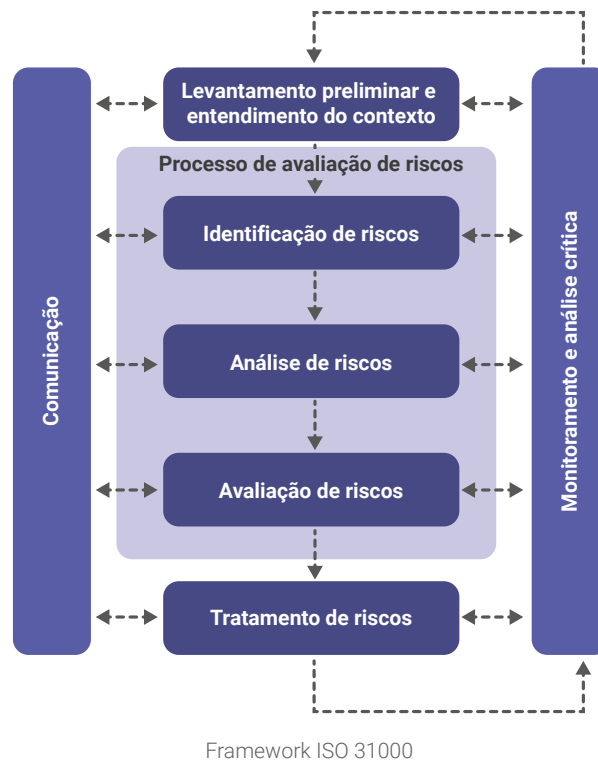 Levantamento preliminar e
entendimento do contexto
Processo de avaliação de riscos
Identificação de riscos
Análise de riscos
Avaliação de riscos
Tratamento de riscos
Comunicação
Monitoramento e análise crítica
Framework ISO 31000